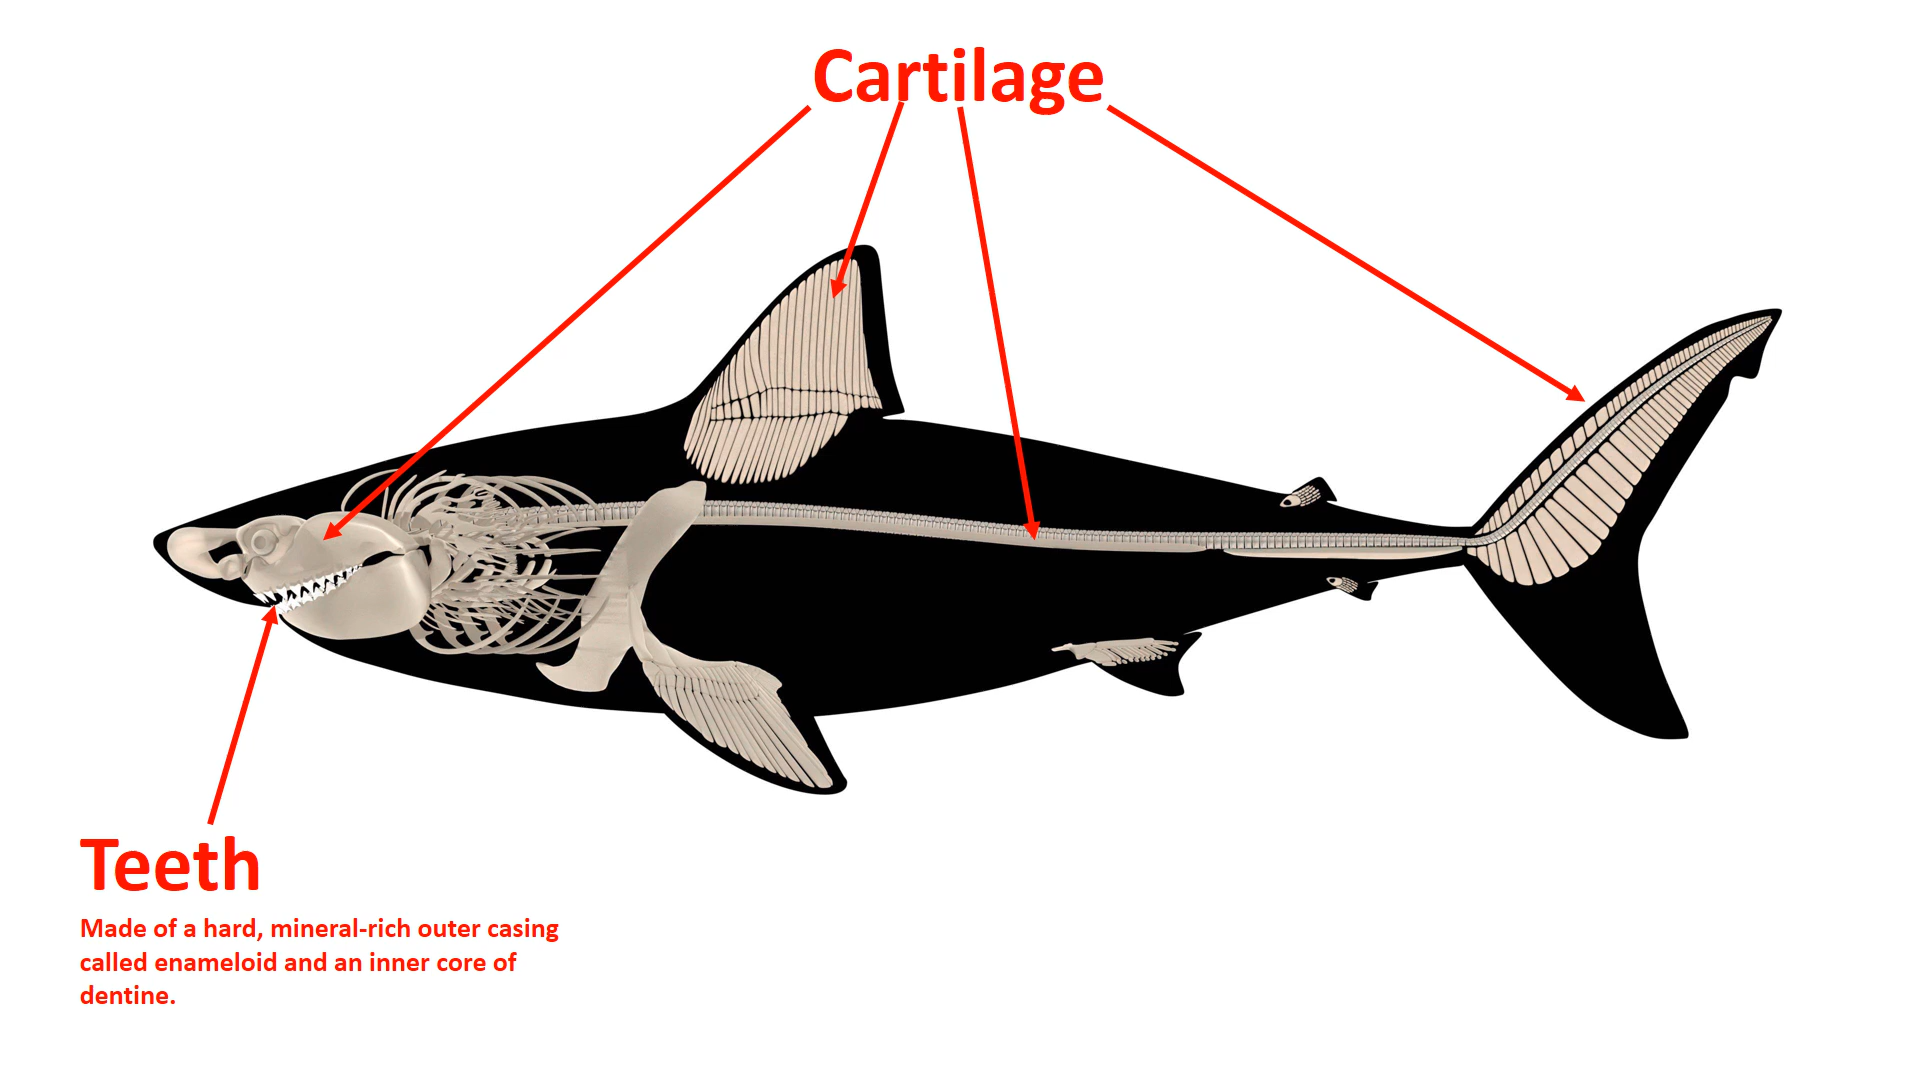 Cartilage
Teeth
Made of a hard, mineral-rich outer casing
called enameloid and an inner core of
dentine.